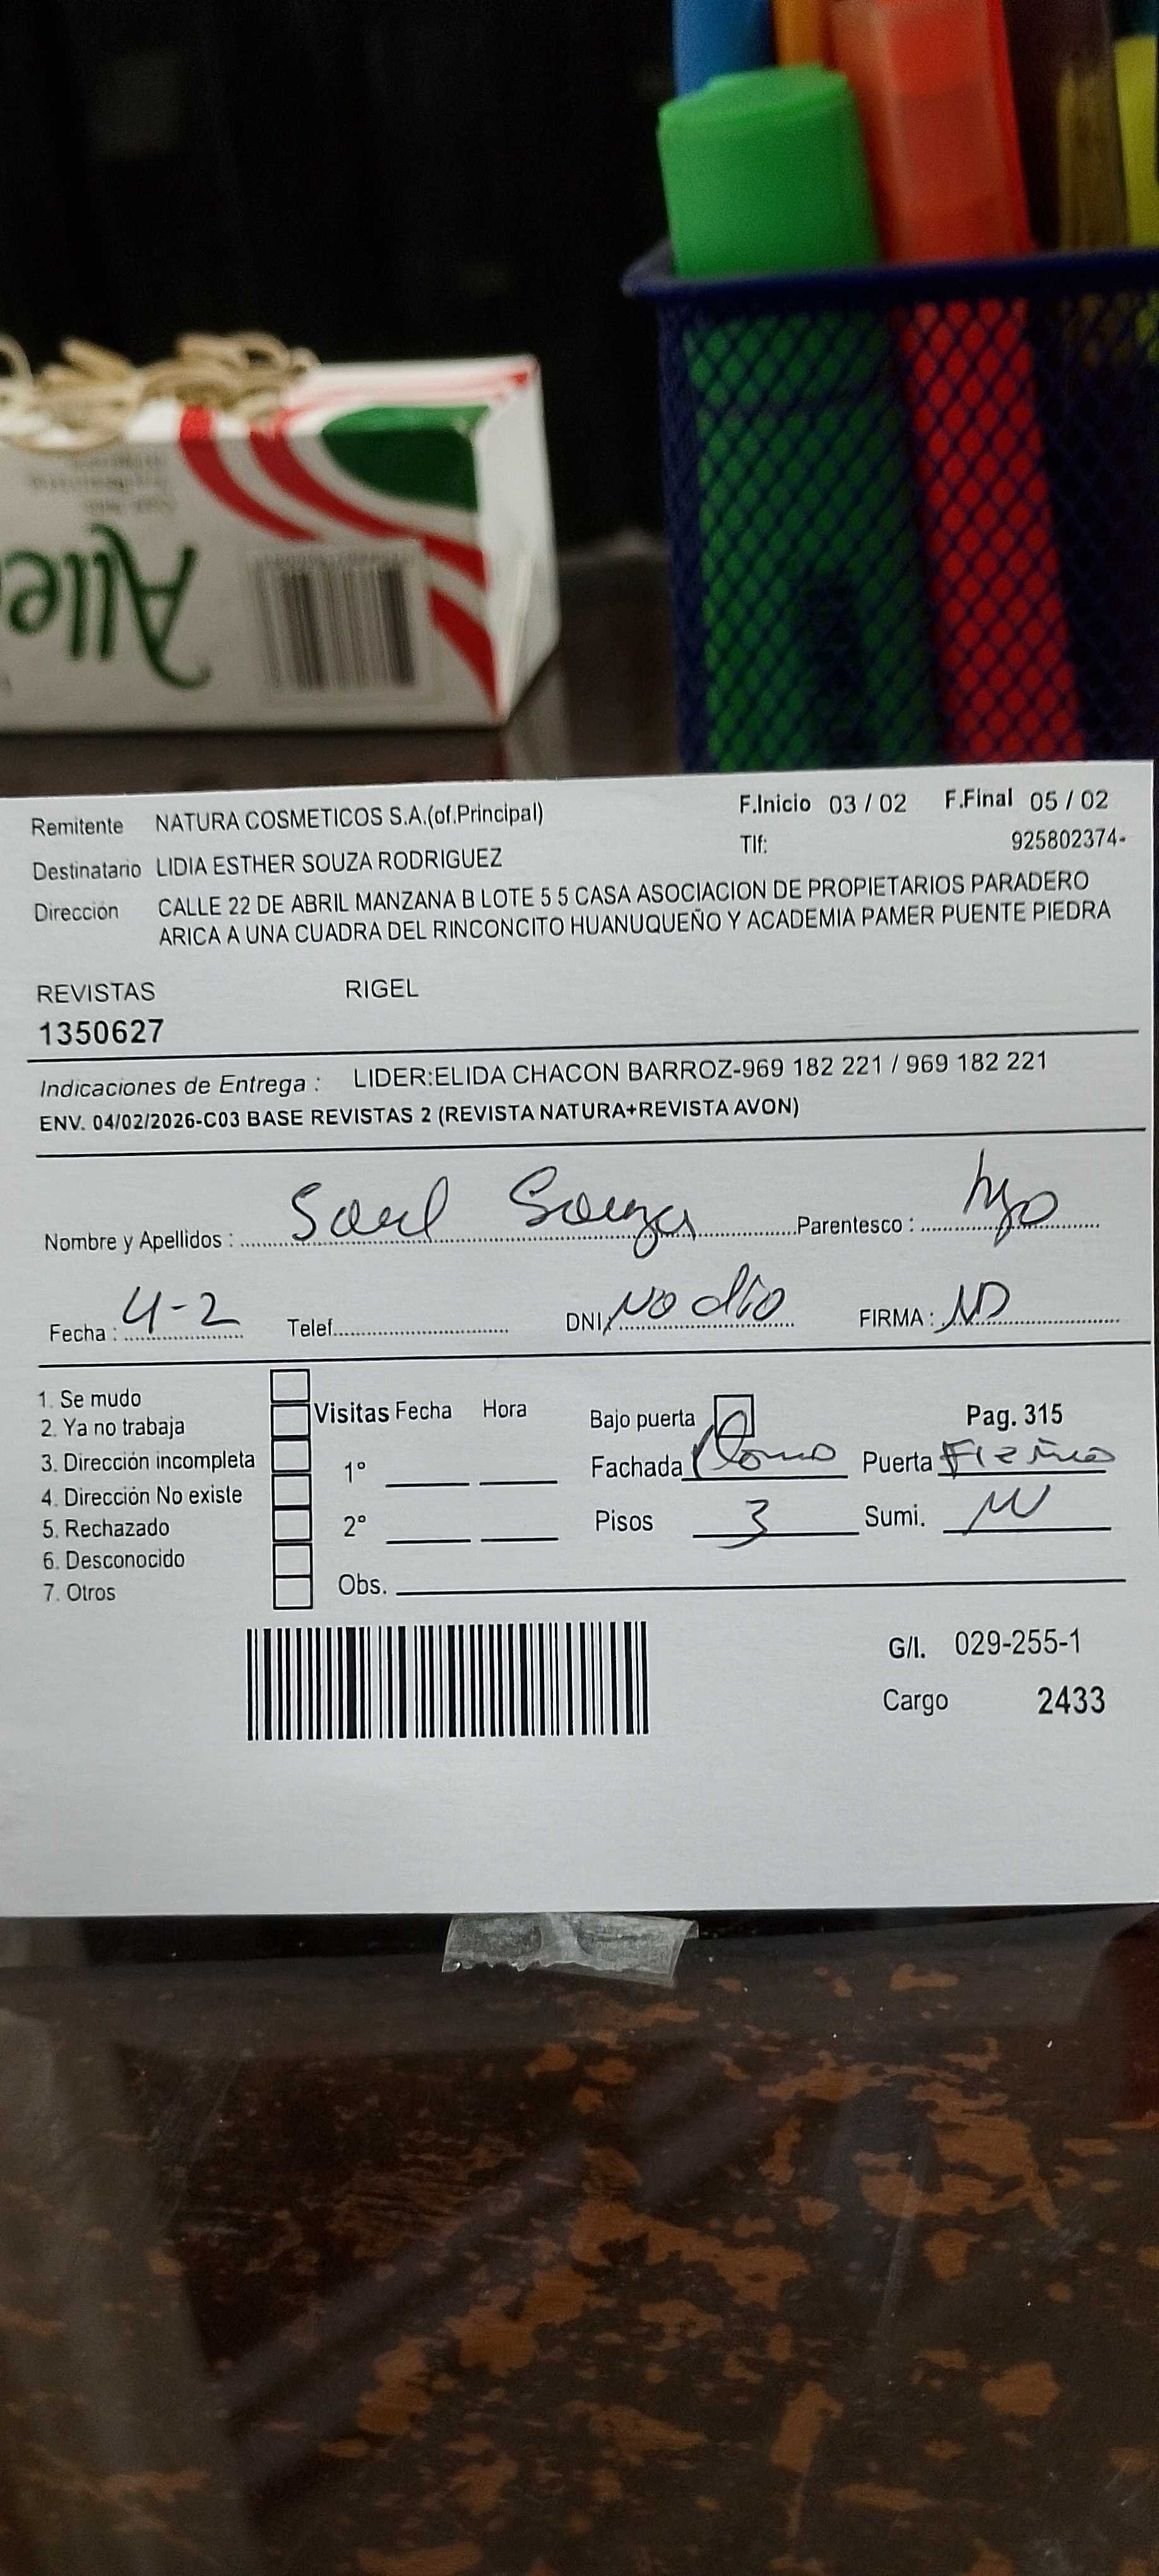 Alle
Remitente NATURA COSMETICOS S.A.(of.Principal) F.Inicio 03 / 02 F.Final 05 / 02
Destinatario LIDIA ESTHER SOUZA RODRIGUEZ Tlf: 925802374-
Dirección CALLE 22 DE ABRIL MANZANA B LOTE 5 5 CASA ASOCIACION DE PROPIETARIOS PARADERO
ARICA A UNA CUADRA DEL RINCONCITO HUANUQUEÑO Y ACADEMIA PAMER PUENTE PIEDRA
REVISTAS RIGEL
1350627
Indicaciones de Entrega : LIDER:ELIDA CHACON BARROZ-969 182 221 / 969 182 221
ENV. 04/02/2026-C03 BASE REVISTAS 2 (REVISTA NATURA+REVISTA AVON)
Nombre y Apellidos : Saul Souza Parentesco : hijo
Fecha : 4-2 Telef. DNI No dio FIRMA : ND
1. Se mudo
2. Ya no trabaja Visitas Fecha Hora Bajo puerta Pag. 315
3. Dirección incompleta 1° Fachada Puerta
4. Dirección No existe
5. Rechazado 2° Pisos 3 Sumi.
6. Desconocido
7. Otros Obs.
G/I. 029-255-1
Cargo 2433